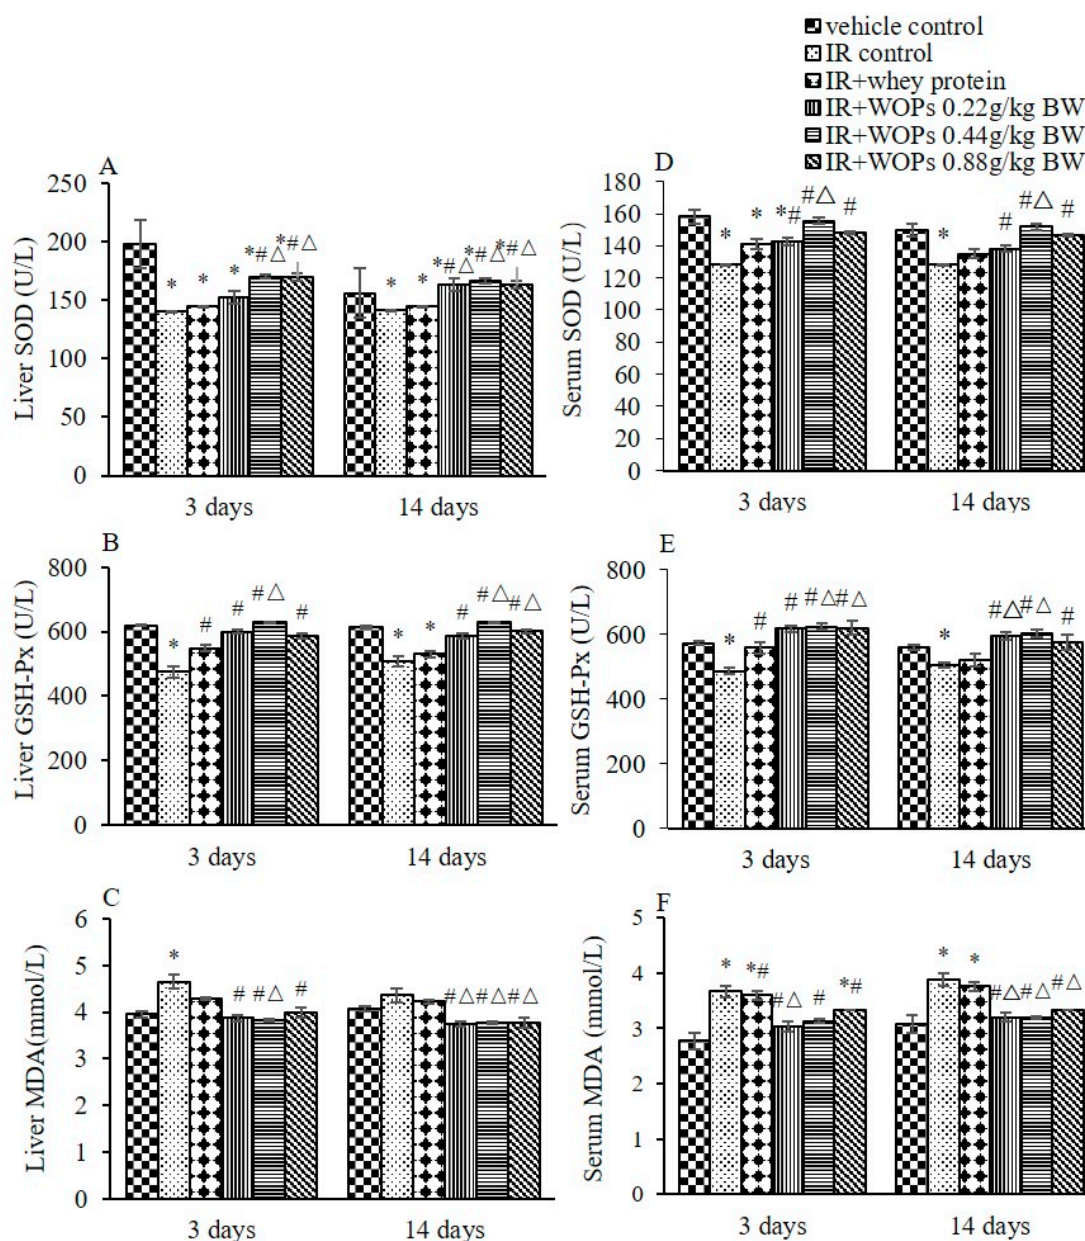 vehicle control
IR control
IR+whey protein
IR+WOPs 0.22g/kg BW
IR+WOPs 0.44g/kg BW
IR+WOPs 0.88g/kg BW
A
Liver SOD (U/L)
250
200
150
100
50
0
* * * *#△ *#△ * * *#△ *#△ *#△
3 days 14 days
D
Serum SOD (U/L)
180
160
140
120
100
80
60
40
20
0
* * *# #△ # * # #△ #
3 days 14 days
B
Liver GSH-Px (U/L)
800
600
400
200
0
* # # #△ # * * # #△ #△
3 days 14 days
E
Serum GSH-Px (U/L)
800
600
400
200
0
* # # #△ #△ * #△ #△ #
3 days 14 days
C
Liver MDA(mmol/L)
6
5
4
3
2
1
0
* # #△ # #△ #△ #△
3 days 14 days
F
Serum MDA (mmol/L)
5
4
3
2
1
0
* *# #△ # *# * * #△ #△ #△
3 days 14 days